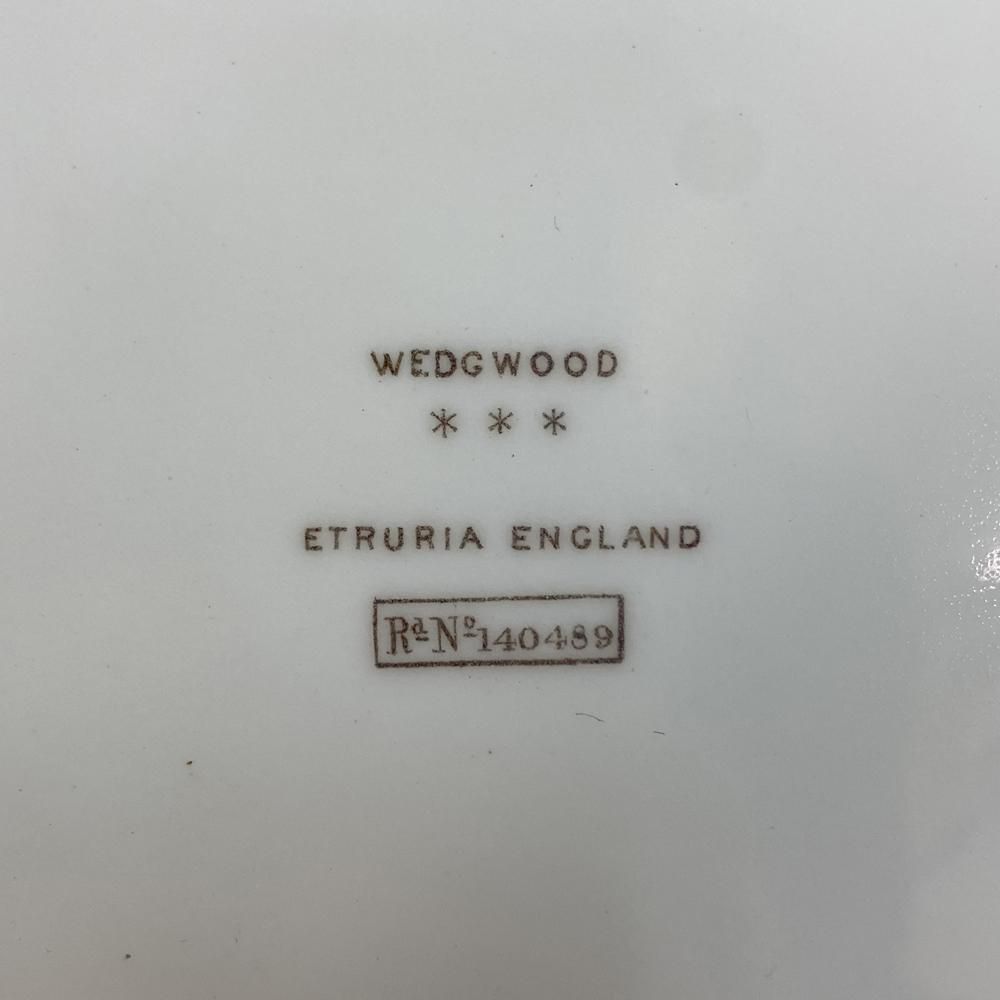 WEDGWOOD
* * *
ETRURIA ENGLAND
Rd No 140489